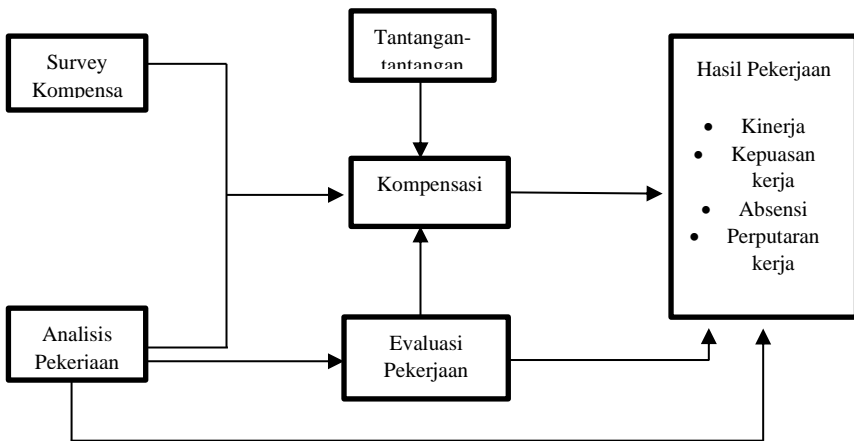 Survey
Kompensa
Tantangan-
tantangan
Hasil Pekerjaan
• Kinerja
• Kepuasan
kerja
• Absensi
• Perputaran
kerja
Kompensasi
Analisis
Pekerjaan
Evaluasi
Pekerjaan